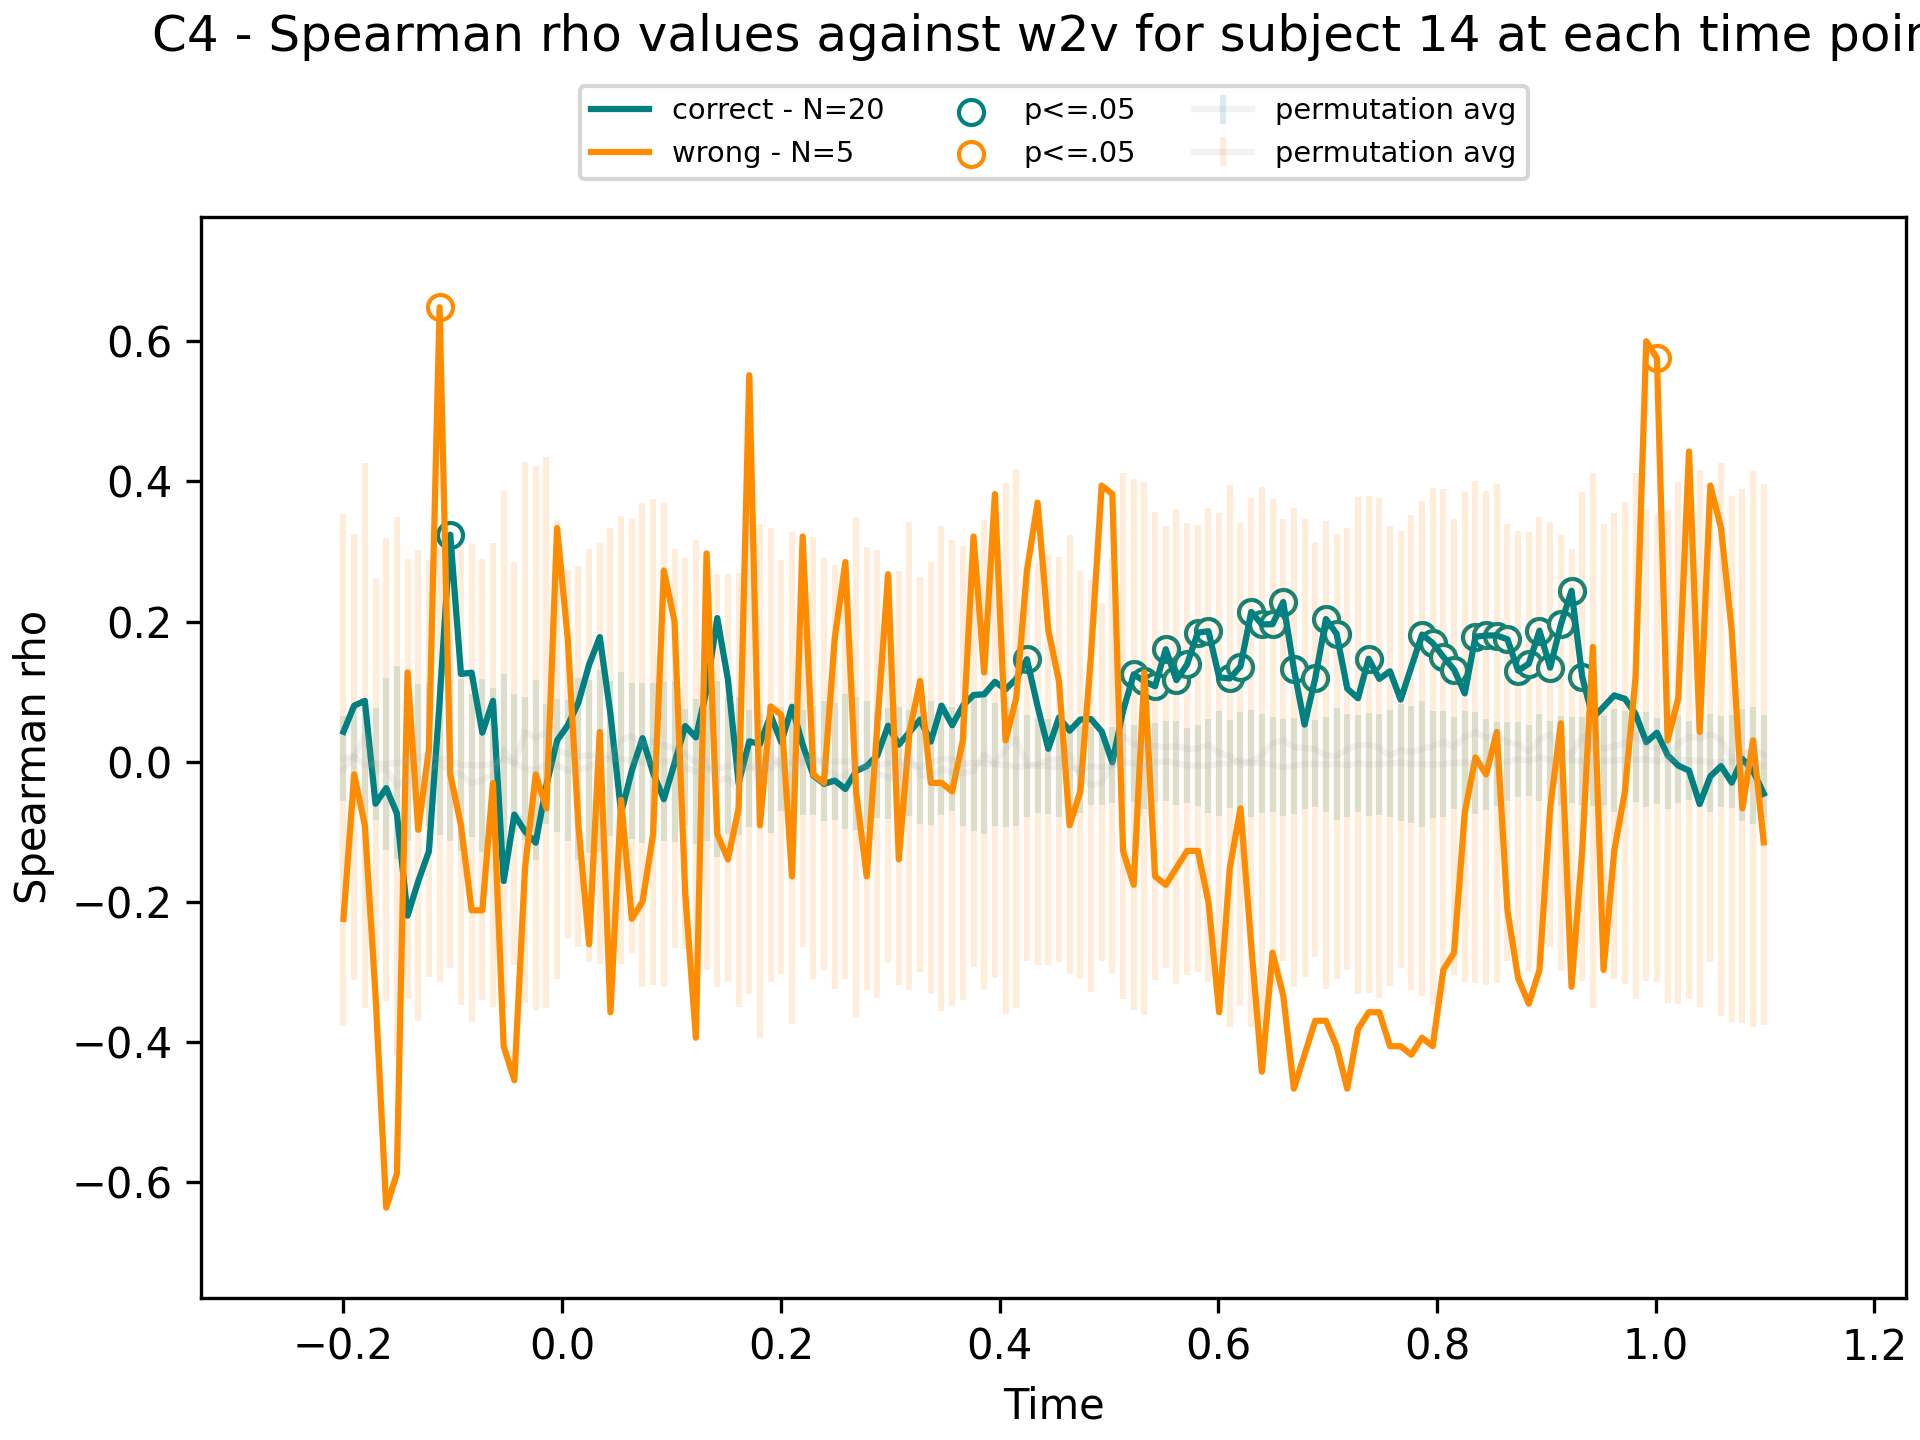 C4 - Spearman rho values against w2v for subject 14 at each time
correct - N=20
wrong - N=5
p<=.05
p<=.05
permutation avg
permutation avg
Spearman rho
0.6
0.4
0.2
0.0
−0.2
−0.4
−0.6
−0.2 0.0 0.2 0.4 0.6 0.8 1.0 1.2
Time